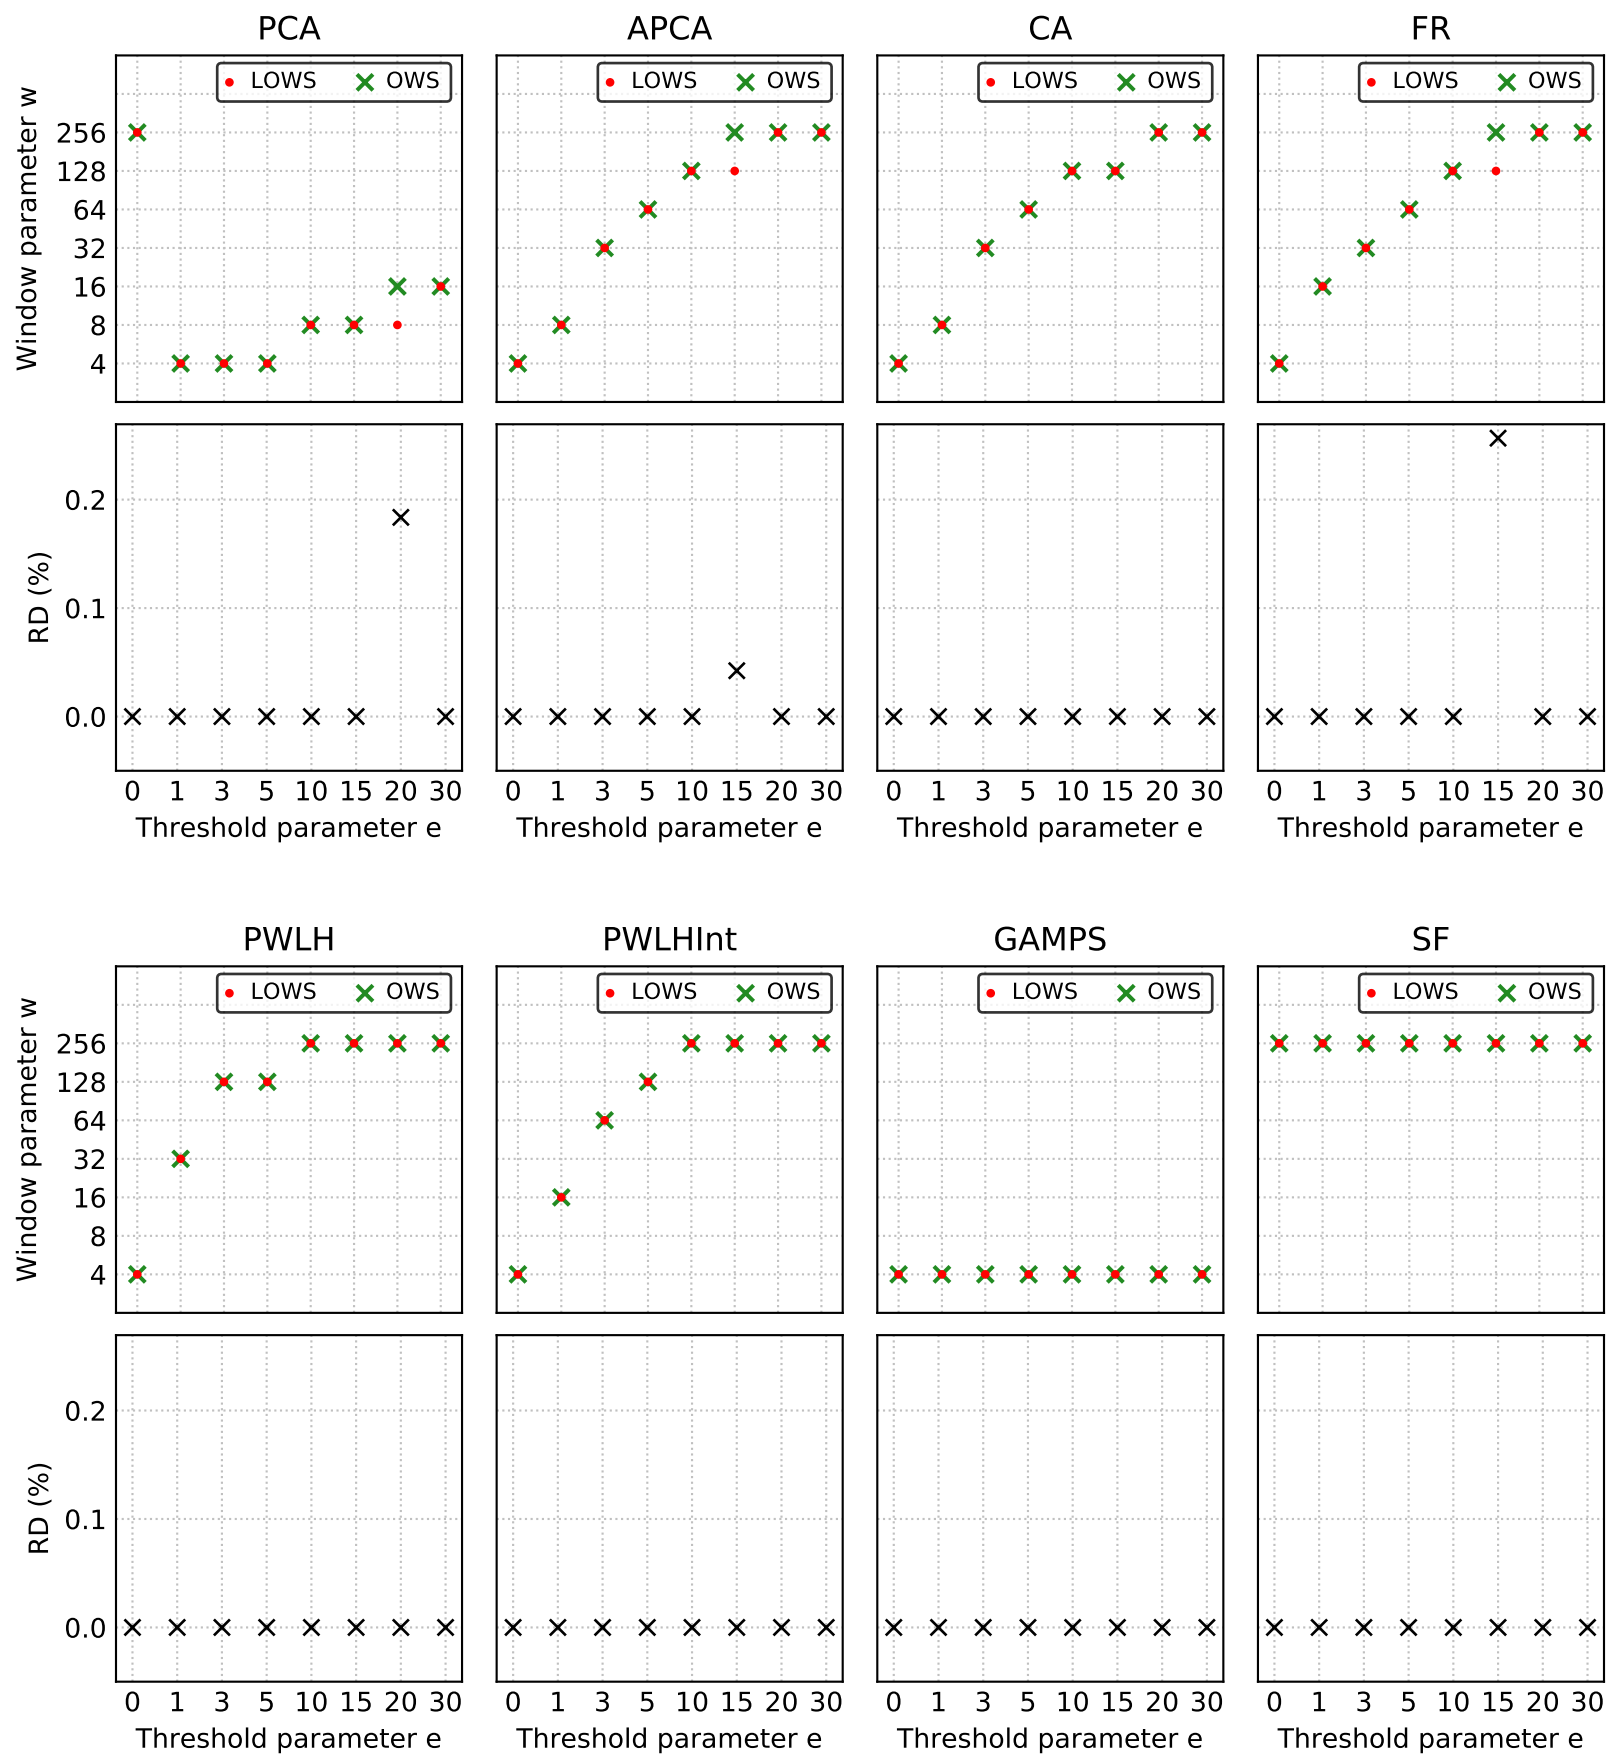 PCA APCA CA FR
LOWS OWS LOWS OWS LOWS OWS LOWS OWS
Window parameter w
256
128
64
32
16
8
4
RD (%)
0.2
0.1
0.0
0 1 3 5 10 15 20 30 0 1 3 5 10 15 20 30 0 1 3 5 10 15 20 30 0 1 3 5 10 15 20 30
Threshold parameter e Threshold parameter e Threshold parameter e Threshold parameter e
PWLH PWLHInt GAMPS SF
LOWS OWS LOWS OWS LOWS OWS LOWS OWS
Window parameter w
256
128
64
32
16
8
4
RD (%)
0.2
0.1
0.0
0 1 3 5 10 15 20 30 0 1 3 5 10 15 20 30 0 1 3 5 10 15 20 30 0 1 3 5 10 15 20 30
Threshold parameter e Threshold parameter e Threshold parameter e Threshold parameter e